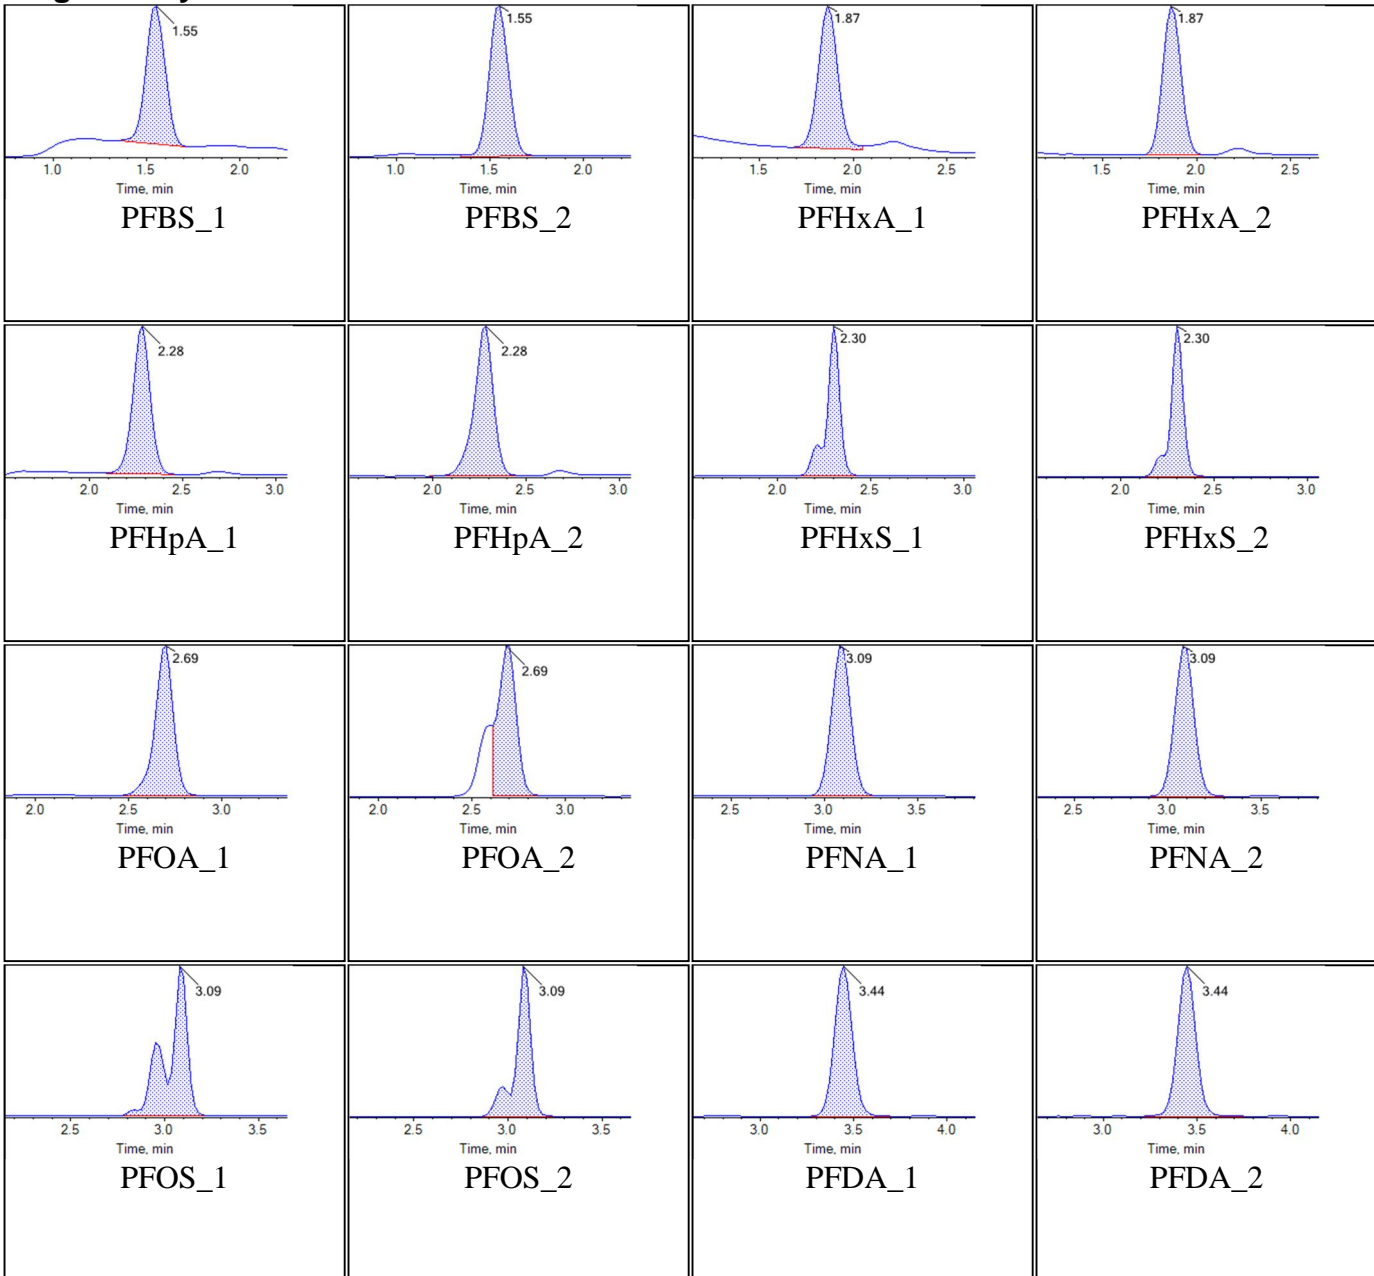 1.55 1.55 1.87 1.87
1.0 1.5 2.0 1.0 1.5 2.0 1.5 2.0 2.5 1.5 2.0 2.5
Time, min Time, min Time, min Time, min
PFBS_1 PFBS_2 PFHxA_1 PFHxA_2
2.28 2.28 2.30 2.30
2.0 2.5 3.0 2.0 2.5 3.0 2.0 2.5 3.0 2.0 2.5 3.0
Time, min Time, min Time, min Time, min
PFHpA_1 PFHpA_2 PFHxS_1 PFHxS_2
2.69 2.69 3.09 3.09
2.0 2.5 3.0 2.0 2.5 3.0 2.5 3.0 3.5 2.5 3.0 3.5
Time, min Time, min Time, min Time, min
PFOA_1 PFOA_2 PFNA_1 PFNA_2
3.09 3.09 3.44 3.44
2.5 3.0 3.5 2.5 3.0 3.5 3.0 3.5 4.0 3.0 3.5 4.0
Time, min Time, min Time, min Time, min
PFOS_1 PFOS_2 PFDA_1 PFDA_2